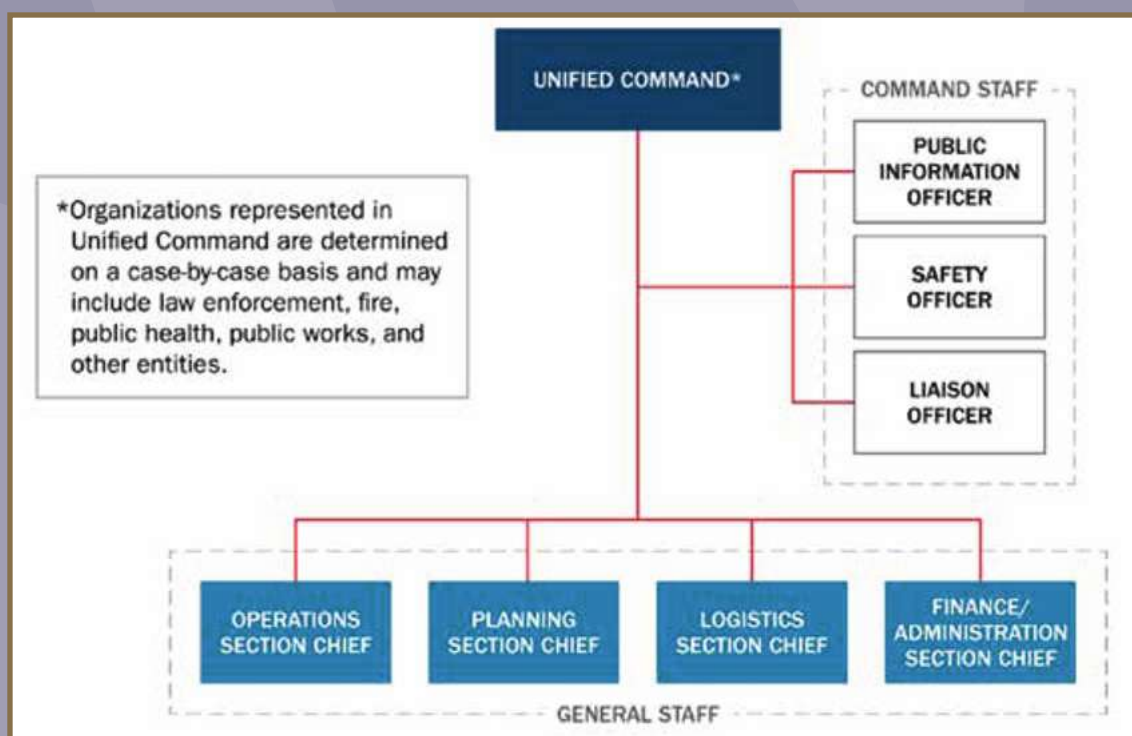 UNIFIED COMMAND*
COMMAND STAFF
PUBLIC
INFORMATION
OFFICER
SAFETY
OFFICER
LIAISON
OFFICER
*Organizations represented in
Unified Command are determined
on a case-by-case basis and may
include law enforcement, fire,
public health, public works, and
other entities.
OPERATIONS
SECTION CHIEF
PLANNING
SECTION CHIEF
LOGISTICS
SECTION CHIEF
FINANCE/
ADMINISTRATION
SECTION CHIEF
GENERAL STAFF